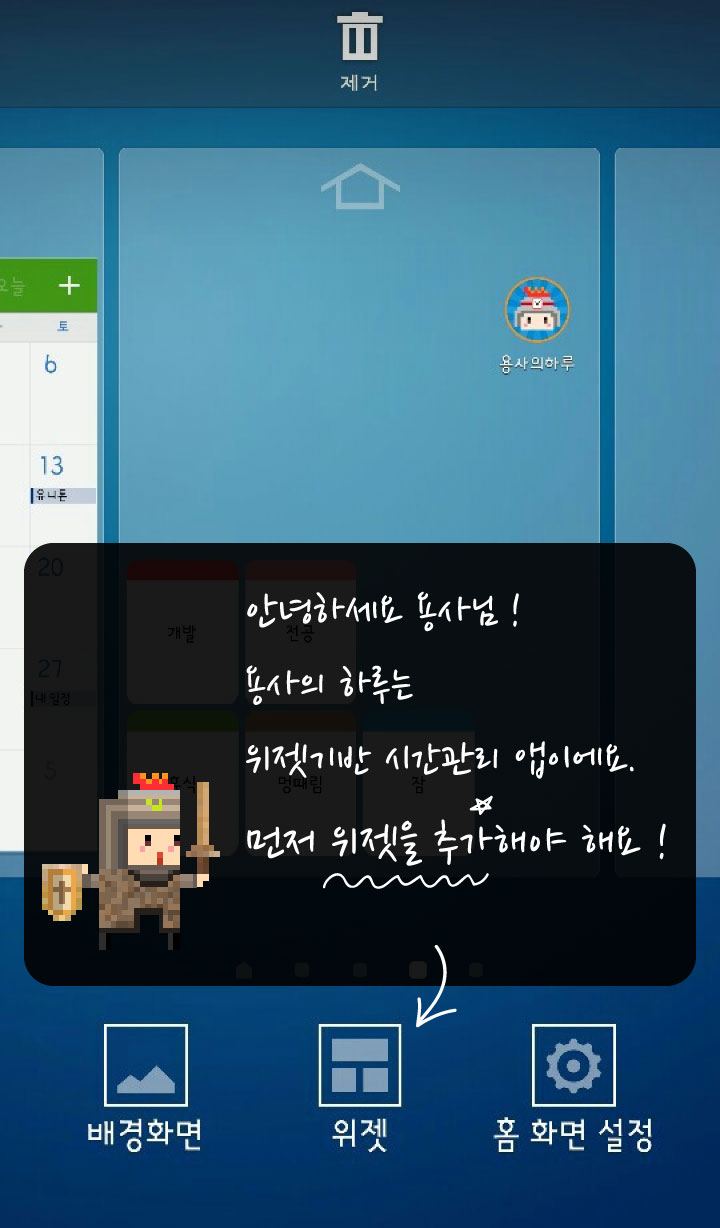 제거
오늘
토
6
용사의하루
13
유니톤
20
안녕하세요 용사님 !
개발
전공
용사의 하루는
27
내 일정
위젯기반 시간관리 앱이에요.
5
휴식
멍때림
잠
먼저 위젯을 추가해야 해요 !
배경화면
위젯
홈 화면 설정